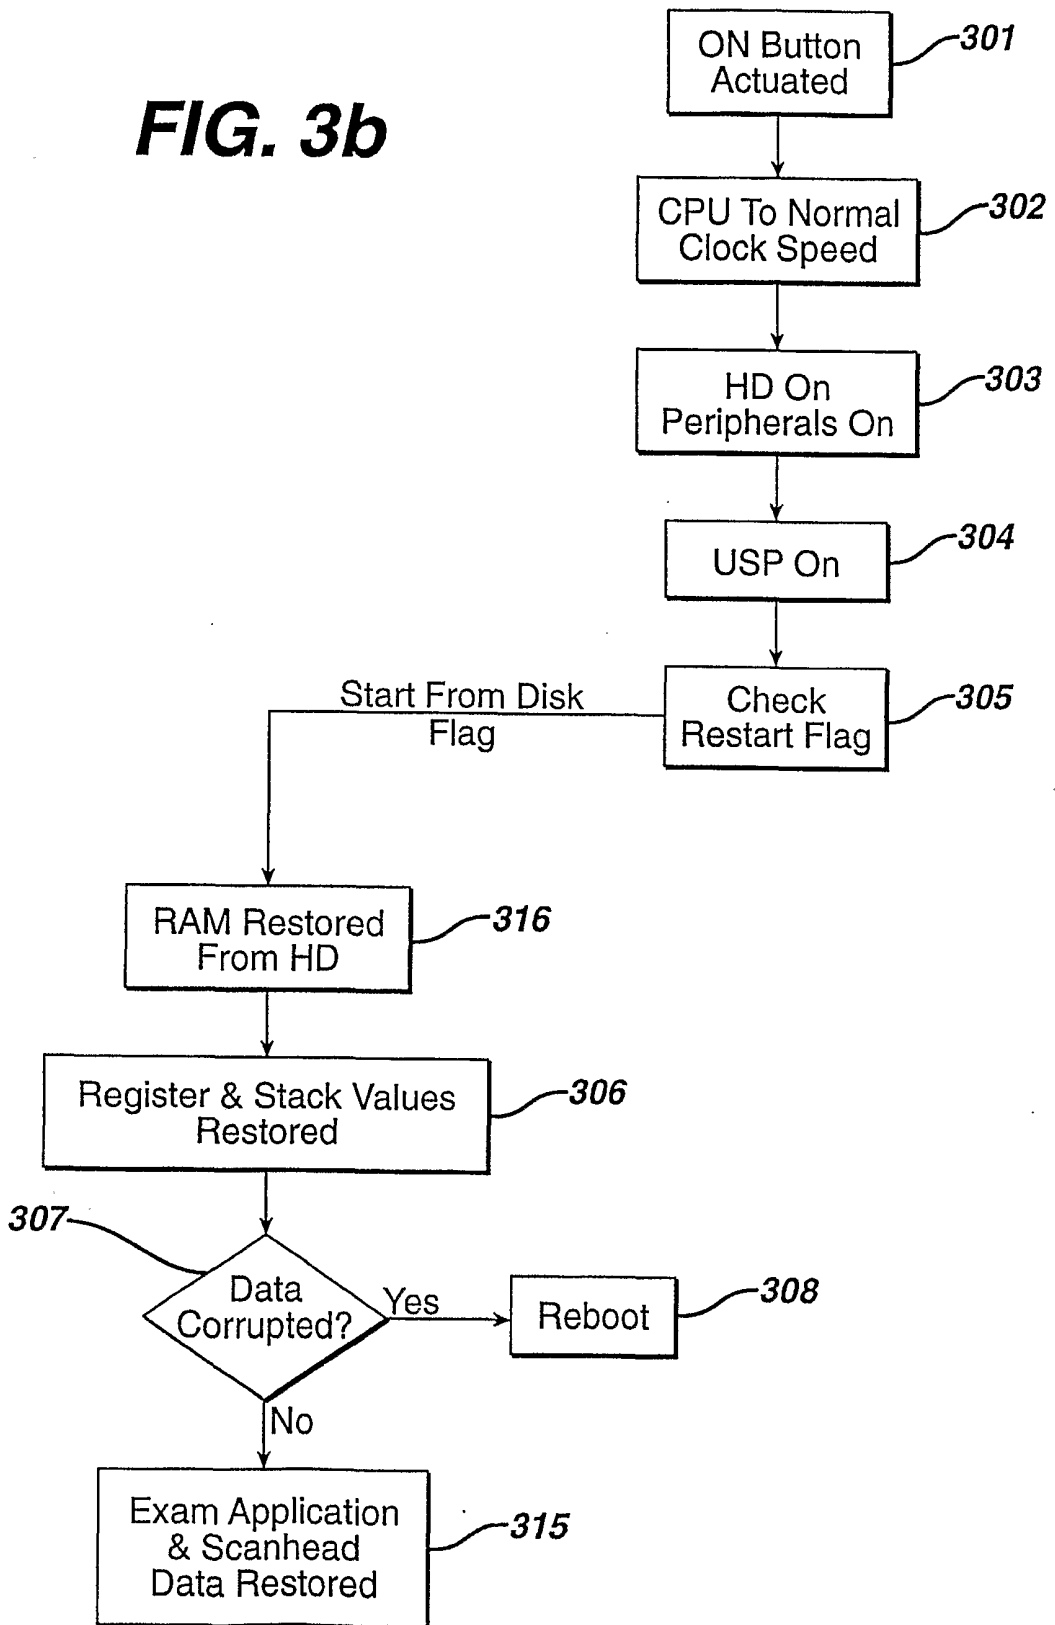 FIG. 3b
ON Button
Actuated
301
CPU To Normal
Clock Speed
302
HD On
Peripherals On
303
USP On
304
Check
Restart Flag
305
Start From Disk
Flag
RAM Restored
From HD
316
Register & Stack Values
Restored
306
307
Data
Corrupted?
Yes
Reboot
308
No
Exam Application
& Scanhead
Data Restored
315